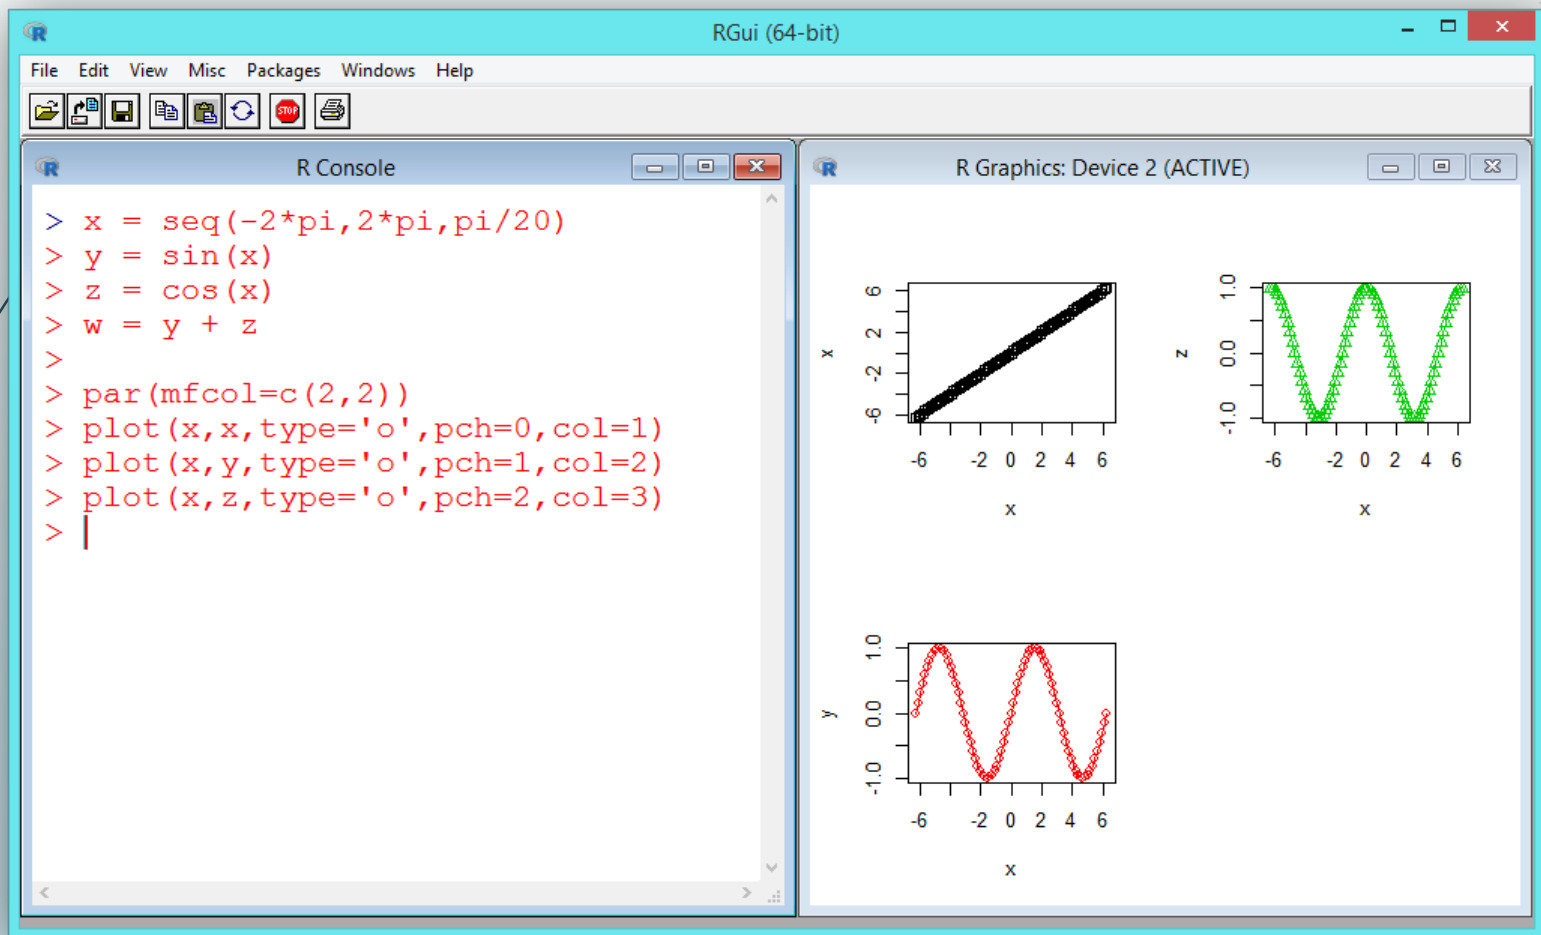 RGui (64-bit)
File Edit View Misc Packages Windows Help
STOP
R Console
> x = seq(-2*pi,2*pi,pi/20)
> y = sin(x)
> z = cos(x)
> w = y + z
>
> par(mfcol=c(2,2))
> plot(x,x,type='o',pch=0,col=1)
> plot(x,y,type='o',pch=1,col=2)
> plot(x,z,type='o',pch=2,col=3)
>
R Graphics: Device 2 (ACTIVE)
x
6
2
-2
-6
-6 -2 0 2 4 6
x
z
1.0
0.0
-1.0
-6 -2 0 2 4 6
x
y
1.0
0.0
-1.0
-6 -2 0 2 4 6
x